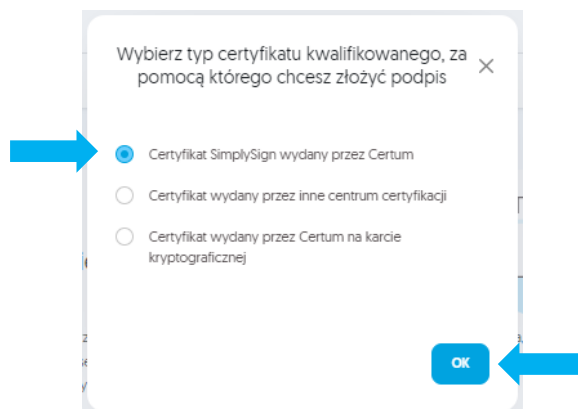 Wybierz typ certyfikatu kwalifikowanego, za
pomocą którego chcesz złożyć podpis
Certyfikat SimplySign wydany przez Certum
Certyfikat wydany przez inne centrum certyfikacji
Certyfikat wydany przez Certum na karcie
kryptograficznej
OK